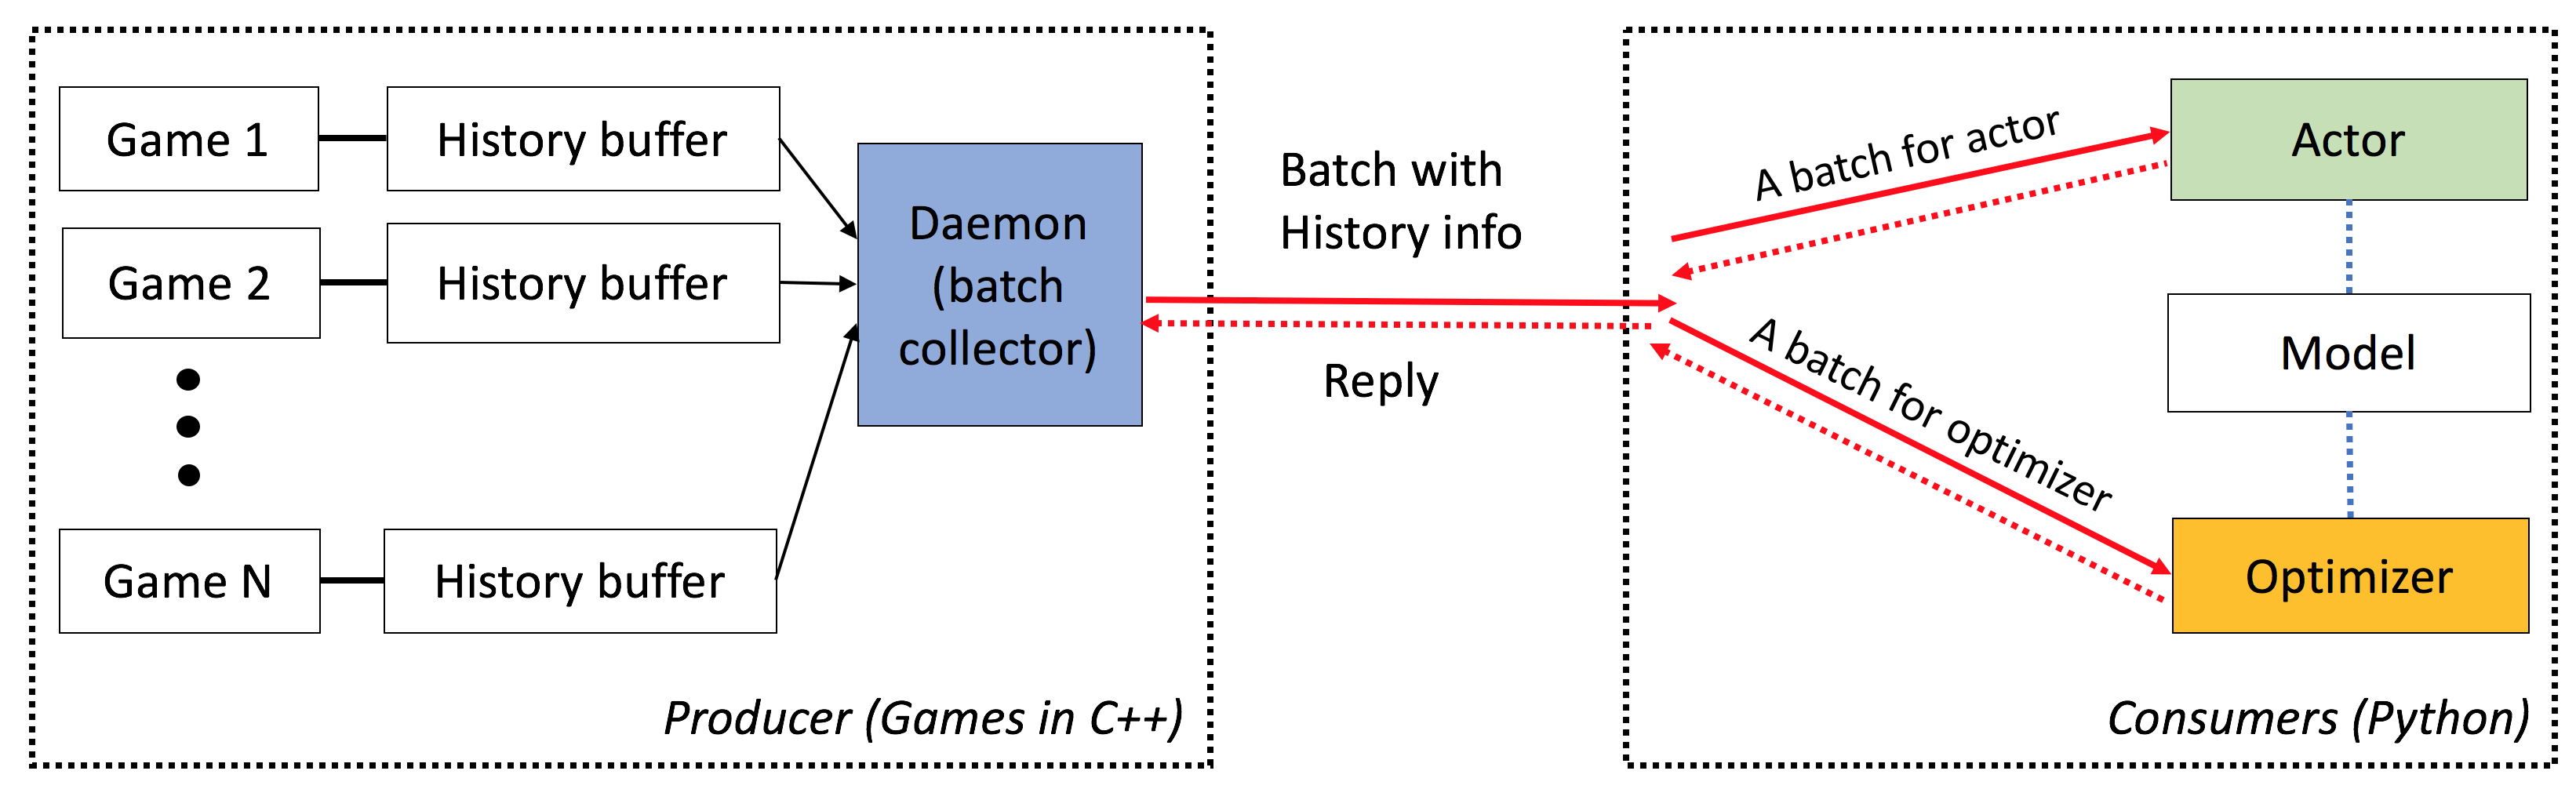 Game 1
History buffer
Game 2
History buffer
Game N
History buffer
Daemon
(batch
collector)
Producer (Games in C++)
Batch with
History info
Reply
A batch for actor
A batch for optimizer
Actor
Model
Optimizer
Consumers (Python)